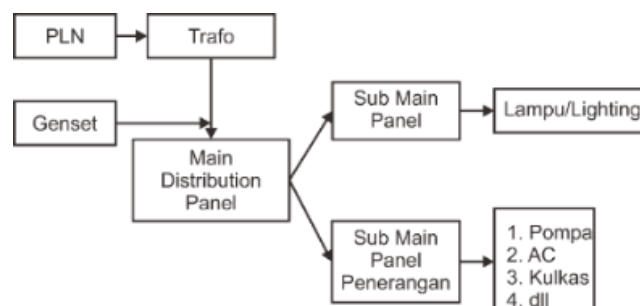 PLN
Trafo
Genset
Main
Distribution
Panel
Sub Main
Panel
Lampu/Lighting
Sub Main
Panel
Penerangan
1. Pompa
2. AC
3. Kulkas
4. dll